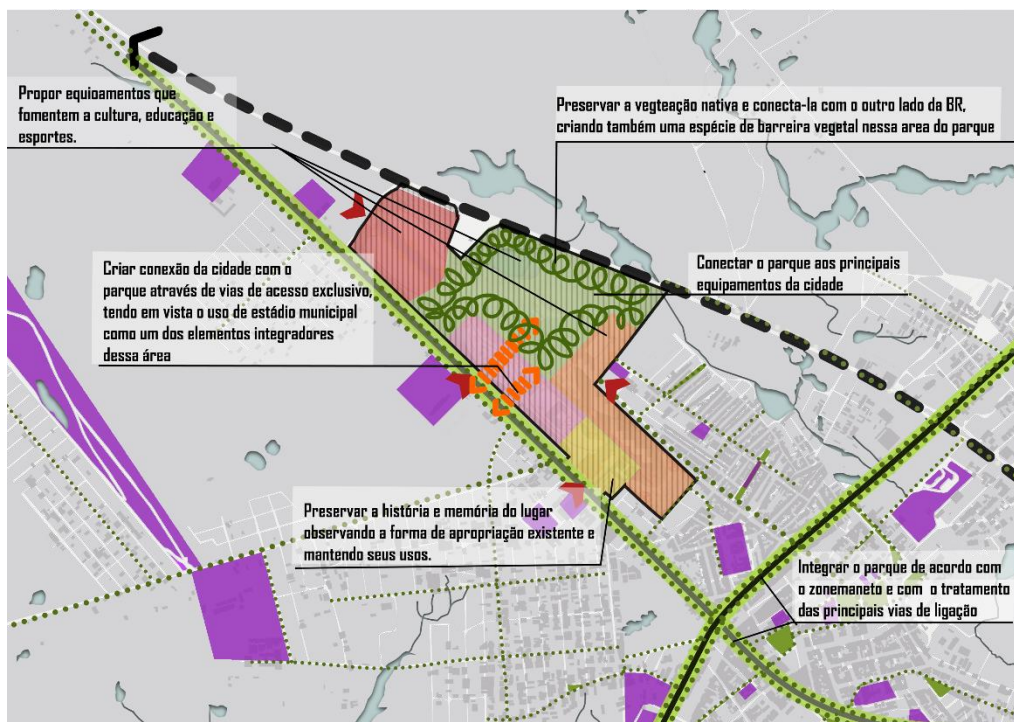 Propor equioamentos que
fomentem a cultura, educação e
esportes.
Preservar a vegteação nativa e conecta-la com o outro lado da BR,
criando também uma espécie de barreira vegetal nessa area do parque
Criar conexão da cidade com o
parque através de vias de acesso exclusivo,
tendo em vista o uso de estédio municipal
como um dos elementos integradores
dessa área
Conectar o parque aos principais
equipamentos da cidade
Preservar a história e memória do lugar
observando a forma de apropriação existente e
mantendo seus usos.
Integrar o parque de acordo com
o zonemaneto e com o tratamento
das principais vias de ligação